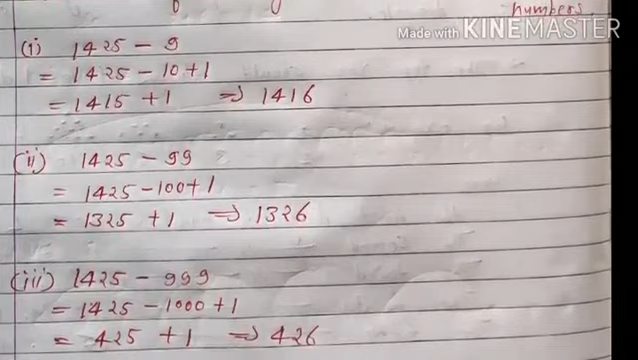 numbers.
Made with KINEMASTER
(i) 1425 - 9
= 1425 - 10 + 1
= 1415 + 1 ⇒ 1416
(ii) 1425 - 99
= 1425 - 100 + 1
= 1325 + 1 ⇒ 1326
(iii) 1425 - 999
= 1425 - 1000 + 1
= 425 + 1 ⇒ 426